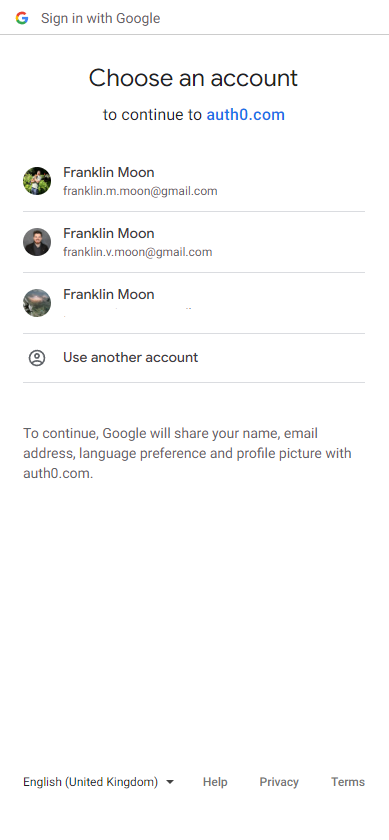 Sign in with Google
Choose an account
to continue to auth0.com
Franklin Moon
franklin.m.moon@gmail.com
Franklin Moon
franklin.v.moon@gmail.com
Franklin Moon
Use another account
To continue, Google will share your name, email
address, language preference and profile picture with
auth0.com.
English (United Kingdom) Help Privacy Terms